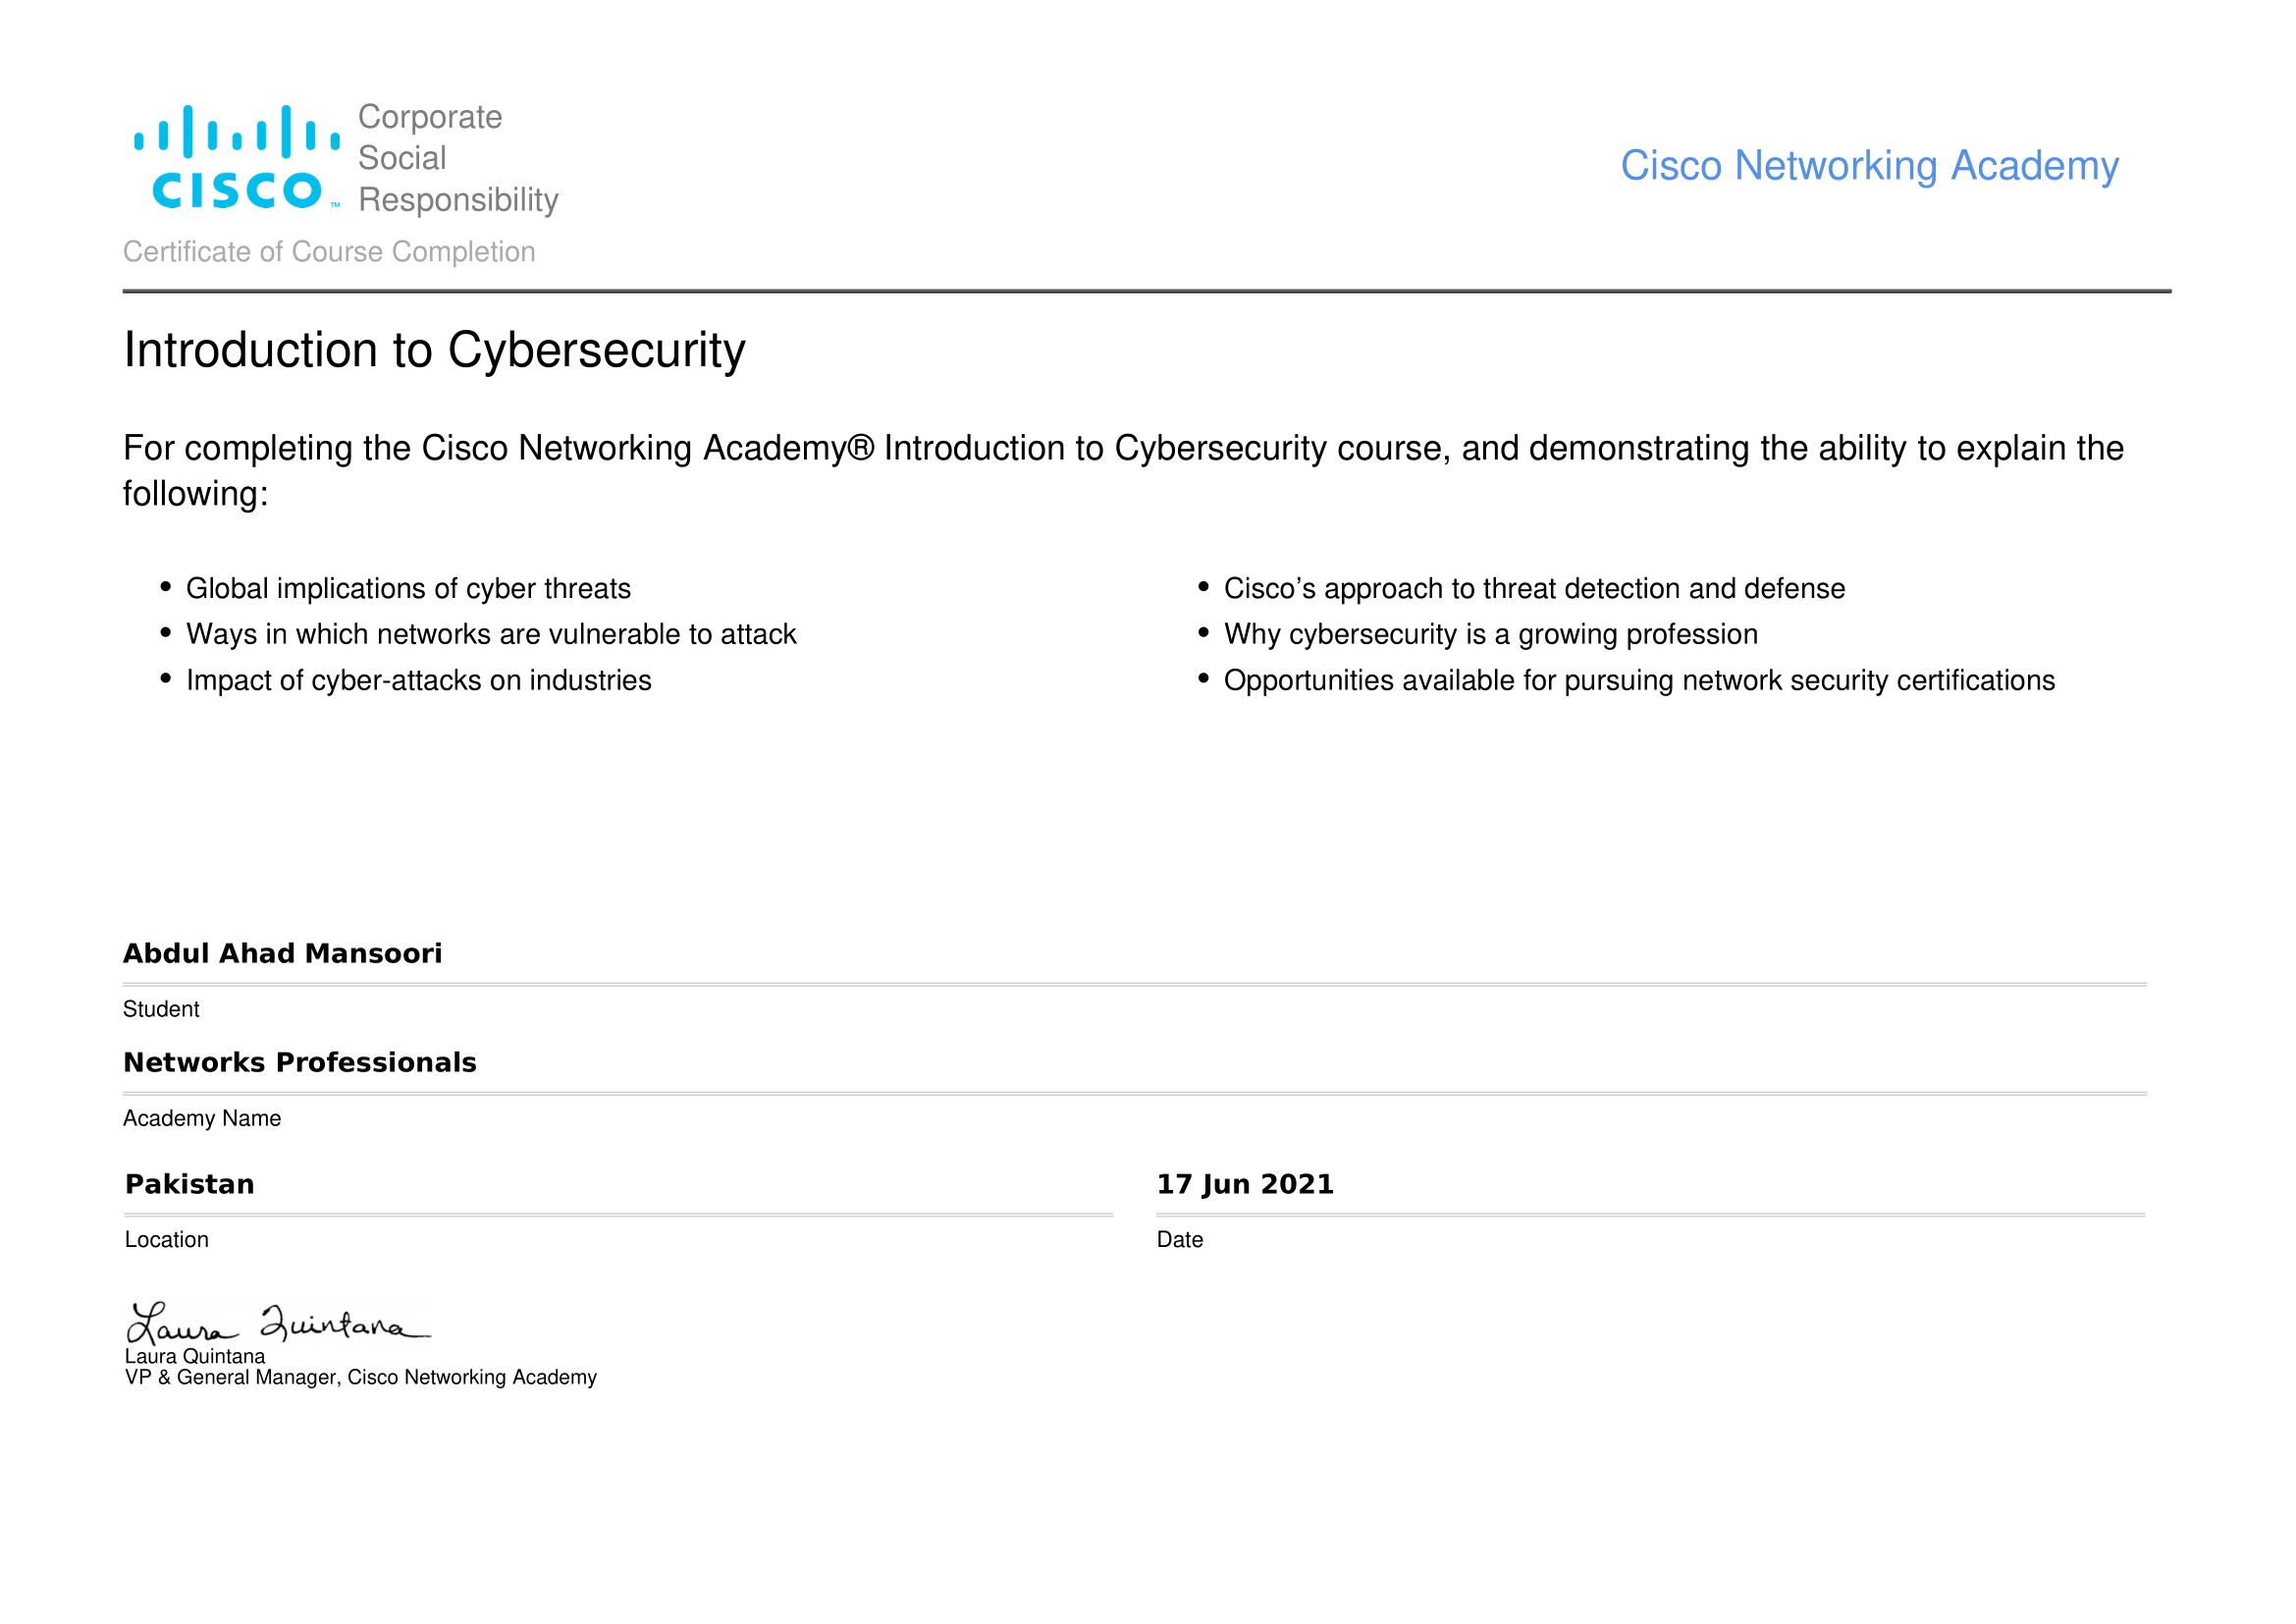 Corporate
Social
Responsibility
CISCO™
Cisco Networking Academy
Certificate of Course Completion
Introduction to Cybersecurity
For completing the Cisco Networking Academy® Introduction to Cybersecurity course, and demonstrating the ability to explain the
following:
• Global implications of cyber threats
• Ways in which networks are vulnerable to attack
• Impact of cyber-attacks on industries
• Cisco’s approach to threat detection and defense
• Why cybersecurity is a growing profession
• Opportunities available for pursuing network security certifications
Abdul Ahad Mansoori
Student
Networks Professionals
Academy Name
Pakistan
Location
17 Jun 2021
Date
Laura Quintana
Laura Quintana
VP & General Manager, Cisco Networking Academy